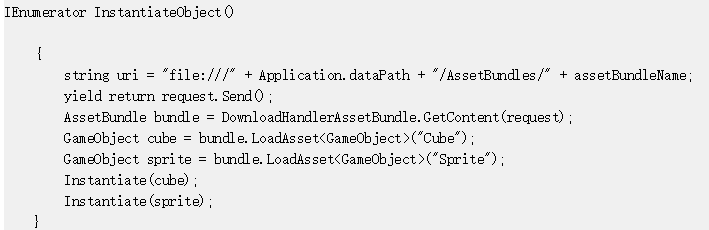 IEnumerator InstantiateObject()
{
string uri = "file:///" + Application.dataPath + "/AssetBundles/" + assetBundleName;
yield return request.Send();
AssetBundle bundle = DownloadHandlerAssetBundle.GetContent(request);
GameObject cube = bundle.LoadAsset<GameObject>("Cube");
GameObject sprite = bundle.LoadAsset<GameObject>("Sprite");
Instantiate(cube);
Instantiate(sprite);
}